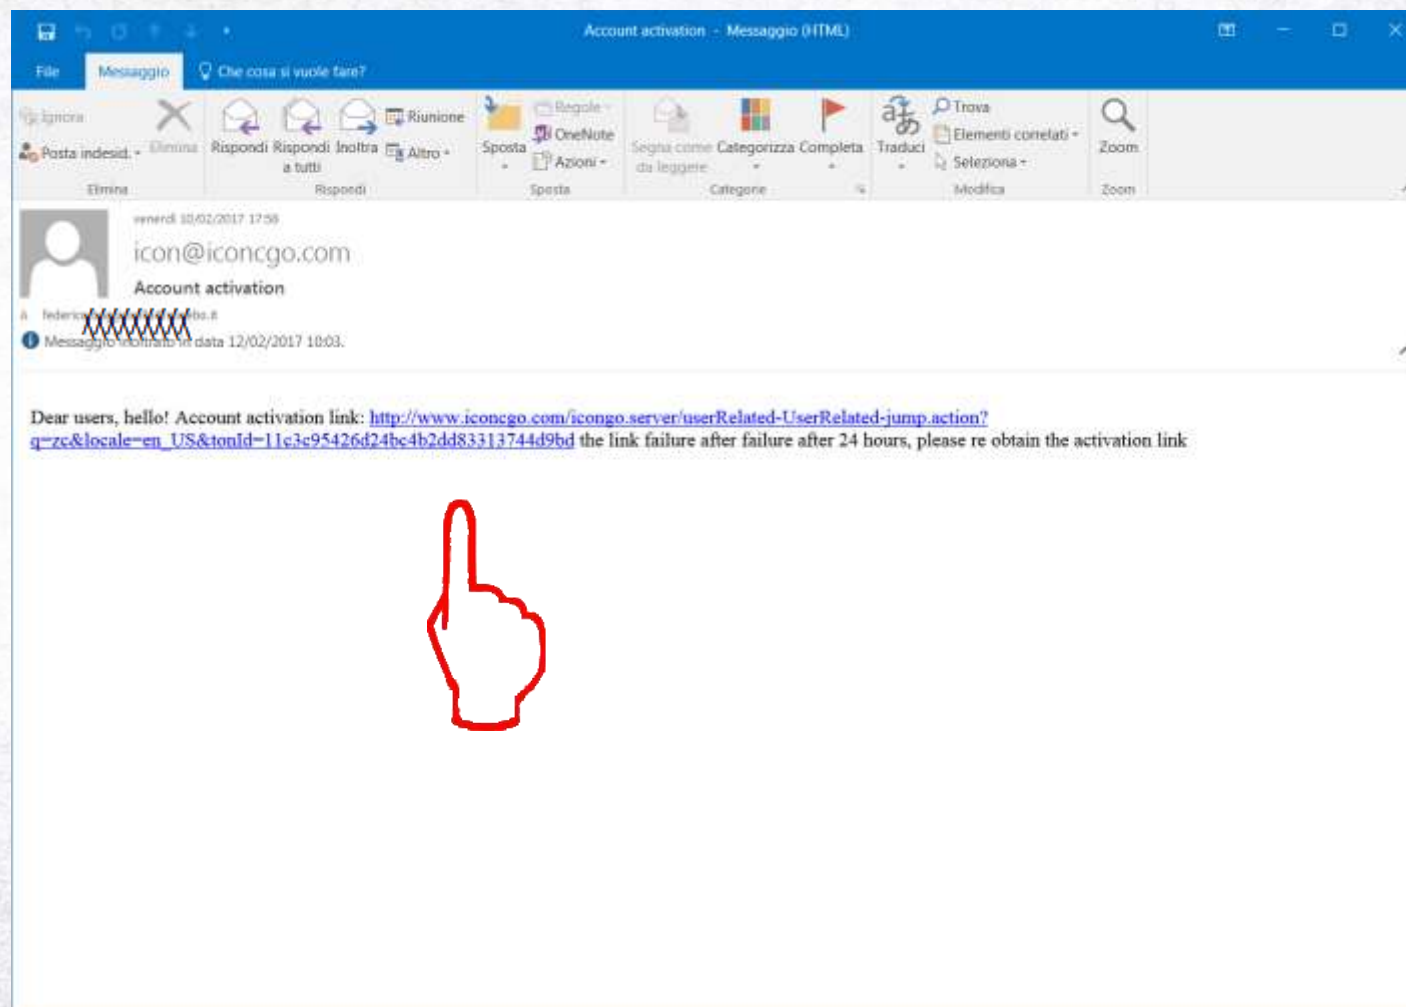 Account activation - Messaggio (HTML)
File Messaggio Che cosa si vuole fare?
Ignora Elimina Rispondi Rispondi a tutti Inoltra Riunione Sposta Regole Segna come da leggere Categorizza Completa Traduci Trova Zoom
OneNote Elementi correlati
Posta indesid. Altro Azioni Seleziona
Elimina Rispondi Sposta Categorie Modifica Zoom
venerdì 10/02/2017 17:58
icon@iconcgo.com
Account activation
A
Messaggio inoltrato in data 12/02/2017 10:03.
Dear users, hello! Account activation link: http://www.iconcgo.com/icongo.server/userRelated-UserRelated-jump.action?
q=zc&locale=en_US&tonId=11c3c95426d24bc4b2dd83313744d9bd the link failure after failure after 24 hours, please re obtain the activation link